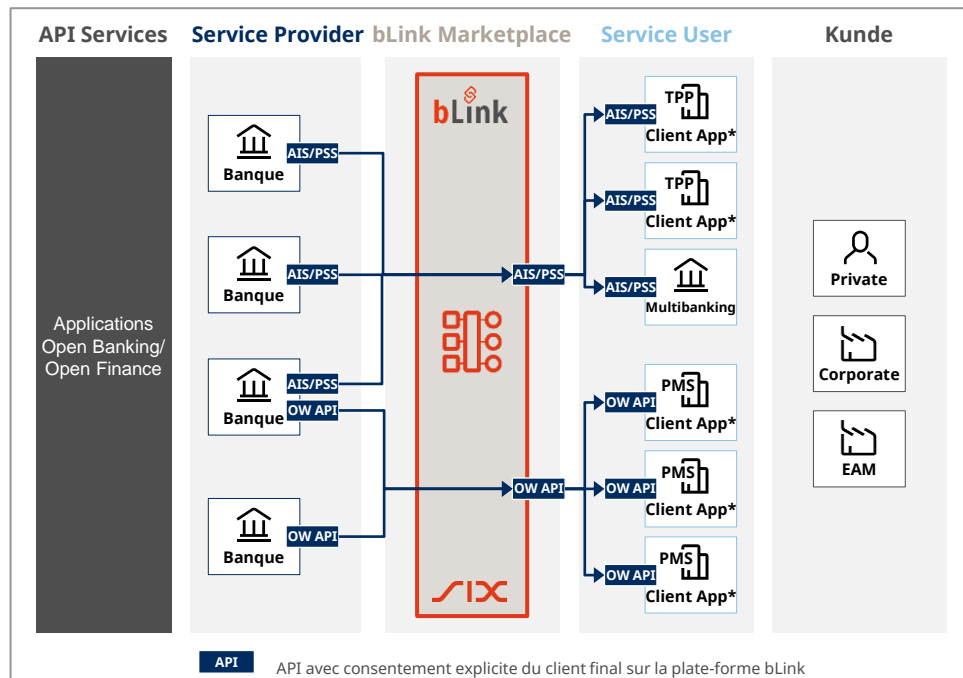 API Services
Service Provider
bLink Marketplace
Service User
Kunde
Applications
Open Banking/
Open Finance
AIS/PSS
Banque
AIS/PSS
Banque
AIS/PSS
OW API
Banque
OW API
Banque
bLink
AIS/PSS
OW API
SIX
TPP
AIS/PSS
Client App*
TPP
AIS/PSS
Client App*
AIS/PSS
Multibanking
PMS
OW API
Client App*
PMS
OW API
Client App*
PMS
OW API
Client App*
Private
Corporate
EAM
API
API avec consentement explicite du client final sur la plate-forme bLink